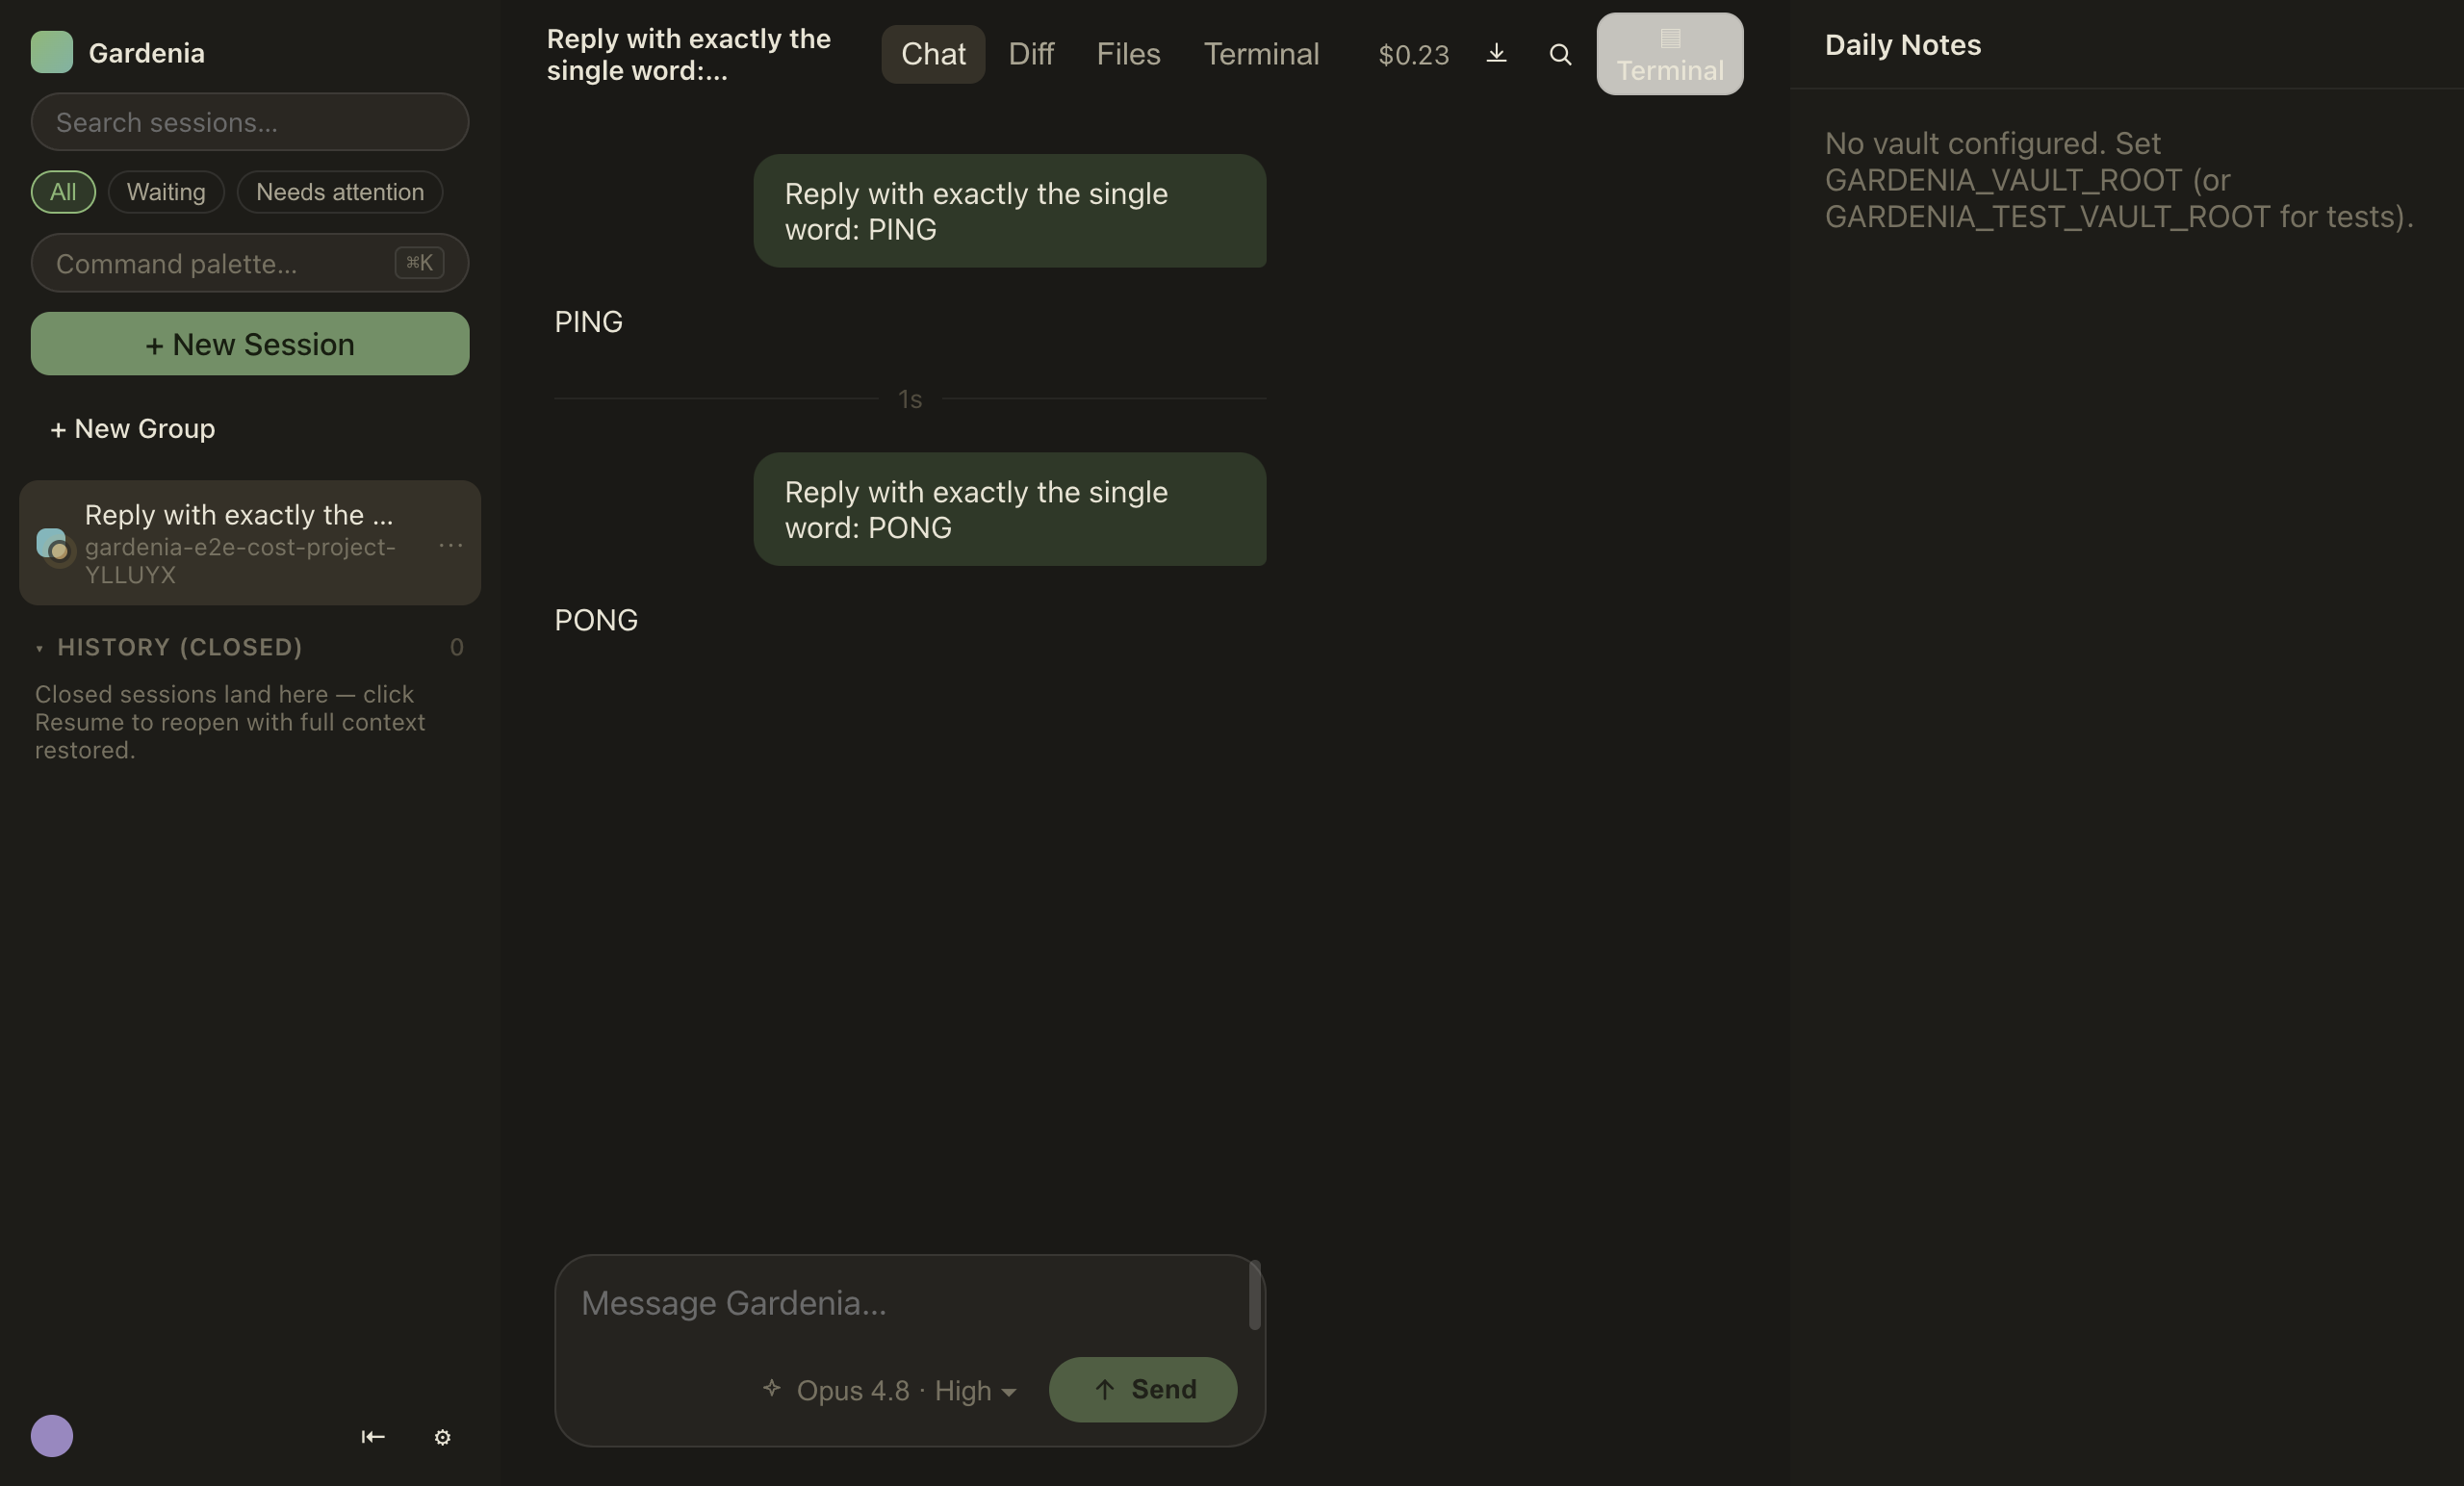 Gardenia
Search sessions...
All
Waiting
Needs attention
Command palette...
⌘K
+ New Session
+ New Group
Reply with exactly the ...
gardenia-e2e-cost-project-
YLLUYX
...
▾ HISTORY (CLOSED)
0
Closed sessions land here — click
Resume to reopen with full context
restored.
Reply with exactly the
single word:...
Chat
Diff
Files
Terminal
$0.23
Terminal
Reply with exactly the single
word: PING
PING
1s
Reply with exactly the single
word: PONG
PONG
Message Gardenia...
Opus 4.8 · High
Send
Daily Notes
No vault configured. Set
GARDENIA_VAULT_ROOT (or
GARDENIA_TEST_VAULT_ROOT for tests).